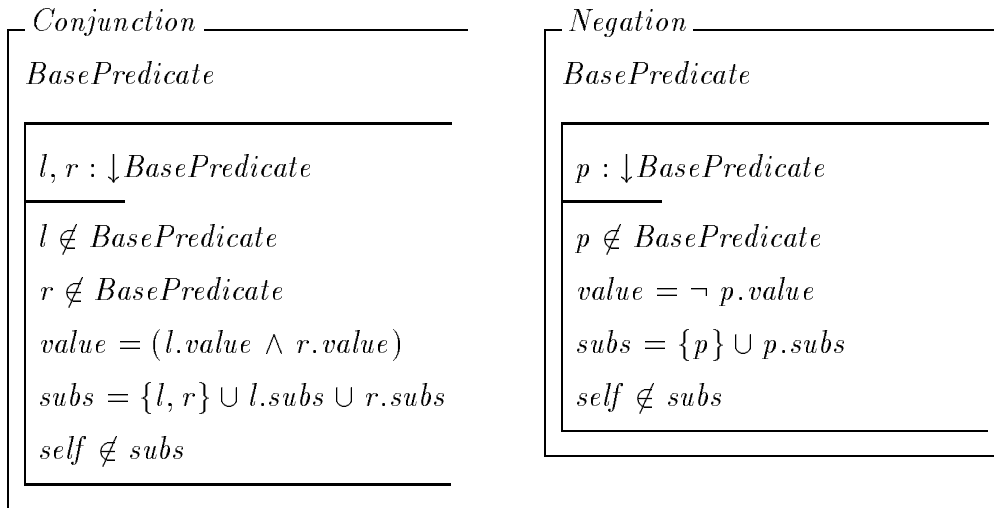 Conjunction
BasePredicate
l, r : ↓BasePredicate
l ∉ BasePredicate
r ∉ BasePredicate
value = (l.value ∧ r.value)
subs = {l, r} ∪ l.subs ∪ r.subs
self ∉ subs
Negation
BasePredicate
p : ↓BasePredicate
p ∉ BasePredicate
value = ¬ p.value
subs = {p} ∪ p.subs
self ∉ subs